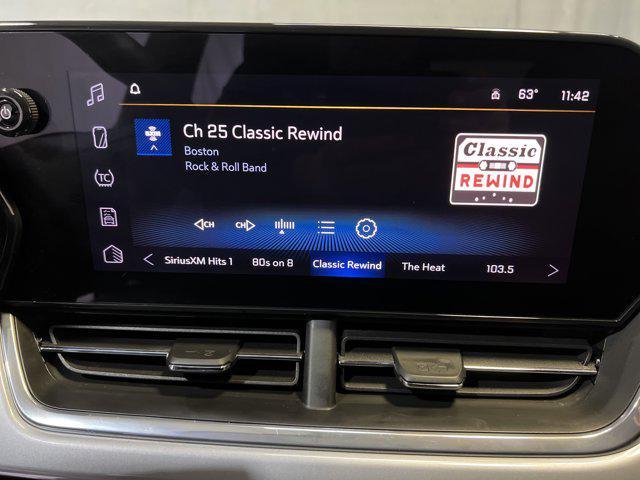 63° 11:42
Ch 25 Classic Rewind
Boston
Rock & Roll Band
Classic
REWIND
TC
CH CH
SiriusXM Hits 1 80s on 8 Classic Rewind The Heat 103.5